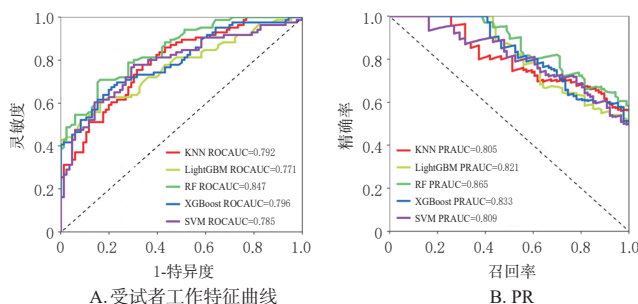 1.0
0.8
0.6
0.4
0.2
0
0.2
0.4
0.6
0.8
1.0
灵敏度
1-特异度
KNN ROCAUC=0.792
LightGBM ROCAUC=0.771
RF ROCAUC=0.847
XGBoost ROCAUC=0.796
SVM ROCAUC=0.785
A. 受试者工作特征曲线
1.0
0.8
0.6
0.4
0.2
0
0.2
0.4
0.6
0.8
1.0
精确率
召回率
KNN PRAUC=0.805
LightGBM PRAUC=0.821
RF PRAUC=0.865
XGBoost PRAUC=0.833
SVM PRAUC=0.809
B. PR